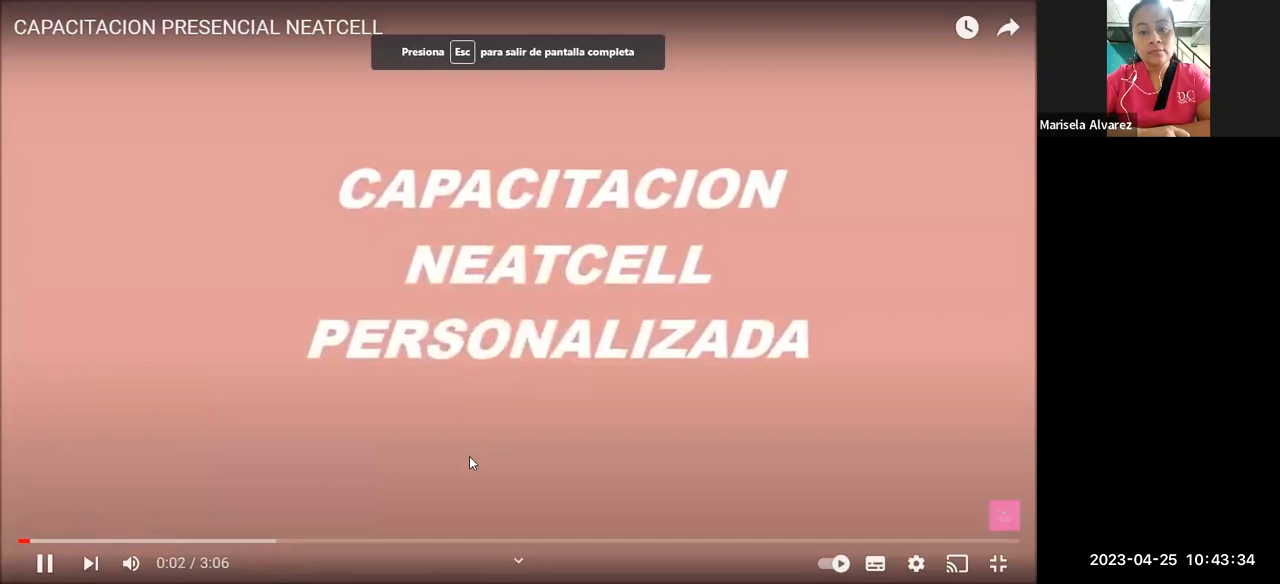 CAPACITACION PRESENCIAL NEATCELL
Presiona Esc para salir de pantalla completa
CAPACITACION
NEATCELL
PERSONALIZADA
Marisela Alvarez
0:02 / 3:06
2023-04-25 10:43:34